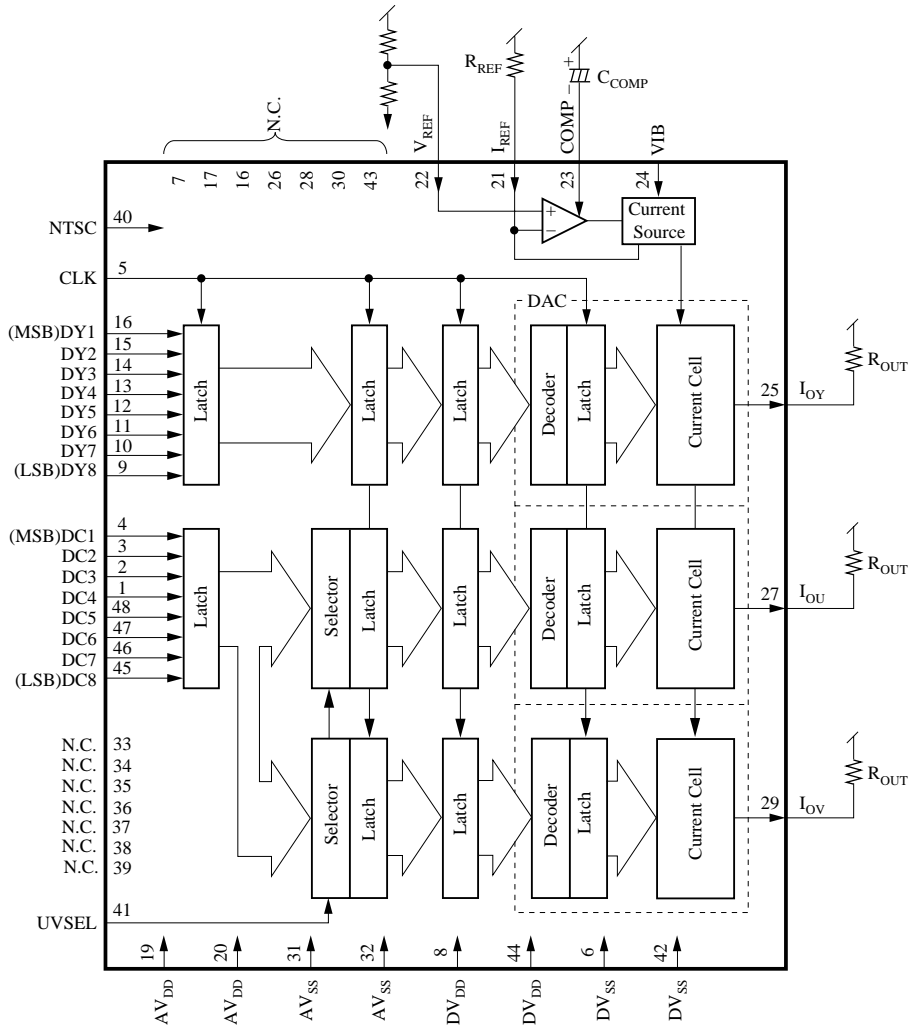 R_REF
+
−
C_COMP
N.C.
V_REF
I_REF
COMP
VIB
7
17
16
26
28
30
43
22
21
23
24
+
−
Current Source
NTSC
40
CLK
5
DAC
(MSB)DY1 16
DY2 15
DY3 14
DY4 13
DY5 12
DY6 11
DY7 10
(LSB)DY8 9
Latch
Latch
Latch
Decoder
Latch
Current Cell
25
I_OY
R_OUT
(MSB)DC1 4
DC2 3
DC3 2
DC4 1
DC5 48
DC6 47
DC7 46
(LSB)DC8 45
Latch
Selector
Latch
Latch
Decoder
Latch
Current Cell
27
I_OU
R_OUT
N.C. 33
N.C. 34
N.C. 35
N.C. 36
N.C. 37
N.C. 38
N.C. 39
Selector
Latch
Latch
Decoder
Latch
Current Cell
29
I_OV
R_OUT
UVSEL
41
19
20
31
32
8
44
6
42
AV_DD
AV_DD
AV_SS
AV_SS
DV_DD
DV_DD
DV_SS
DV_SS